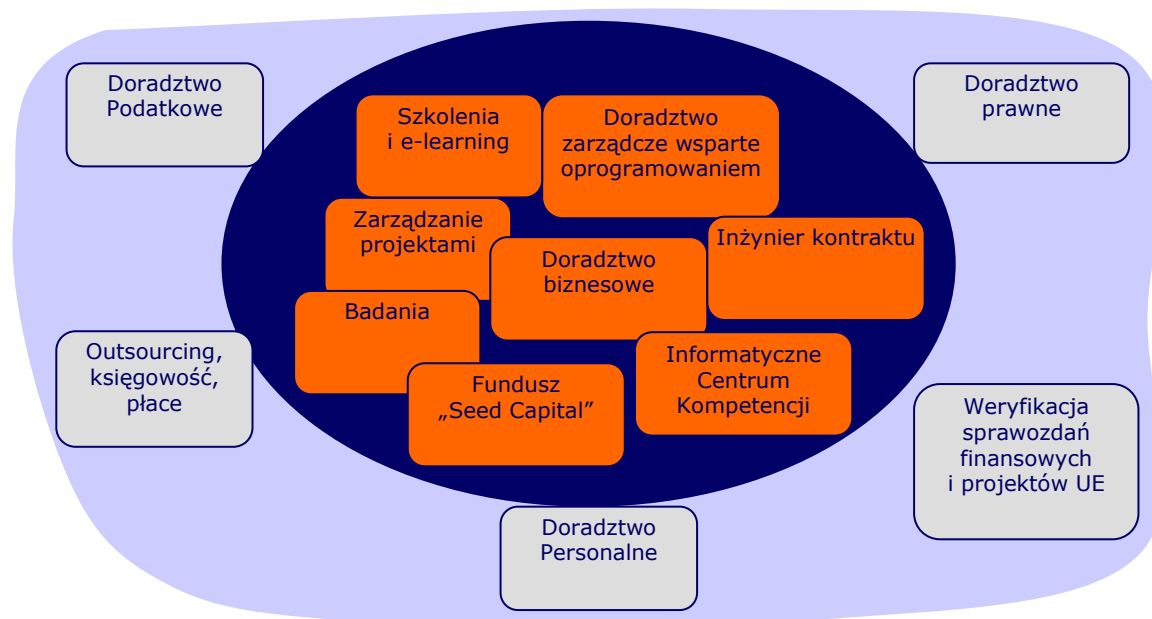 Doradztwo
Podatkowe
Doradztwo
prawne
Szkolenia
i e-learning
Doradztwo
zarządcze wsparte
oprogramowaniem
Zarządzanie
projektami
Inżynier kontraktu
Doradztwo
biznesowe
Badania
Outsourcing,
księgowość,
płace
Informatyczne
Centrum
Kompetencji
Fundusz
„Seed Capital”
Weryfikacja
sprawozdań
finansowych
i projektów UE
Doradztwo
Personalne